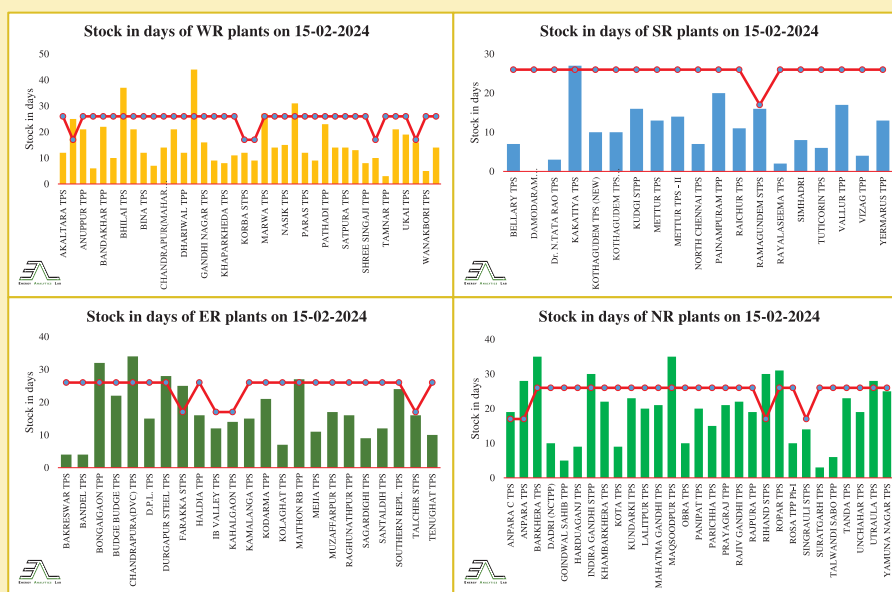 Stock in days of WR plants on 15-02-2024
Stock in days
50
40
30
20
10
0
AKALTARA TPS
ANUPPUR TPP
BANDAKHAR TPP
BHILAI TPS
BINA TPS
CHANDRAPUR(MAHAR…
DHARIWAL TPP
GANDHI NAGAR TPS
KHAPARKHEDA TPS
KORBA STPS
MARWA TPS
NASIK TPS
PARAS TPS
PATHADI TPP
SATPURA TPS
SHREE SINGAJI TPP
TAMNAR TPP
UKAI TPS
WANAKBORI TPS
ENERGY ANALYTICS LAB
Stock in days of SR plants on 15-02-2024
Stock in days
30
20
10
0
BELLARY TPS
DAMODARAM…
Dr. N.TATA RAO TPS
KAKATIYA TPS
KOTHAGUDEM TPS (NEW)
KOTHAGUDEM TPS…
KUDGI STPP
METTUR TPS
METTUR TPS - II
NORTH CHENNAI TPS
PAINAMPURAM TPP
RAICHUR TPS
RAMAGUNDEM STPS
RAYALASEEMA TPS
SIMHADRI
TUTICORIN TPS
VALLUR TPP
VIZAG TPP
YERMARUS TPP
ENERGY ANALYTICS LAB
Stock in days of ER plants on 15-02-2024
Stock in days
40
30
20
10
0
BAKRESWAR TPS
BANDEL TPS
BONGAIGAON TPP
BUDGE BUDGE TPS
CHANDRAPURA(DVC) TPS
D.P.L. TPS
DURGAPUR STEEL TPS
FARAKKA STPS
HALDIA TPP
IB VALLEY TPS
KAHALGAON TPS
KAMALANGA TPS
KODARMA TPP
KOLAGHAT TPS
MAITHON RB TPP
MEJIA TPS
MUZAFFARPUR TPS
RAGHUNATHPUR TPP
SAGARDIGHI TPS
SANTALDIH TPS
SOUTHERN REPL. TPS
TALCHER STPS
TENUGHAT TPS
ENERGY ANALYTICS LAB
Stock in days of NR plants on 15-02-2024
Stock in days
40
30
20
10
0
ANPARA C TPS
ANPARA TPS
BARKHERA TPS
DADRI (NCTPP)
GOINDWAL SAHIB TPP
HARDUAGANJ TPS
INDIRA GANDHI STPP
KHAMBARKHERA TPS
KOTA TPS
KUNDARKI TPS
LALITPUR TPS
MAHATMA GANDHI TPS
MAQSOODPUR TPS
OBRA TPS
PANIPAT TPS
PARICHHA TPS
PRAYAGRAJ TPP
RAJIV GANDHI TPS
RAJPURA TPP
RIHAND STPS
ROPAR TPS
ROSA TPP Ph-I
SINGRAULI STPS
SURATGARH TPS
TALWANDI SABO TPP
TANDA TPS
UNCHAHAR TPS
UTRAULA TPS
YAMUNA NAGAR TPS
ENERGY ANALYTICS LAB